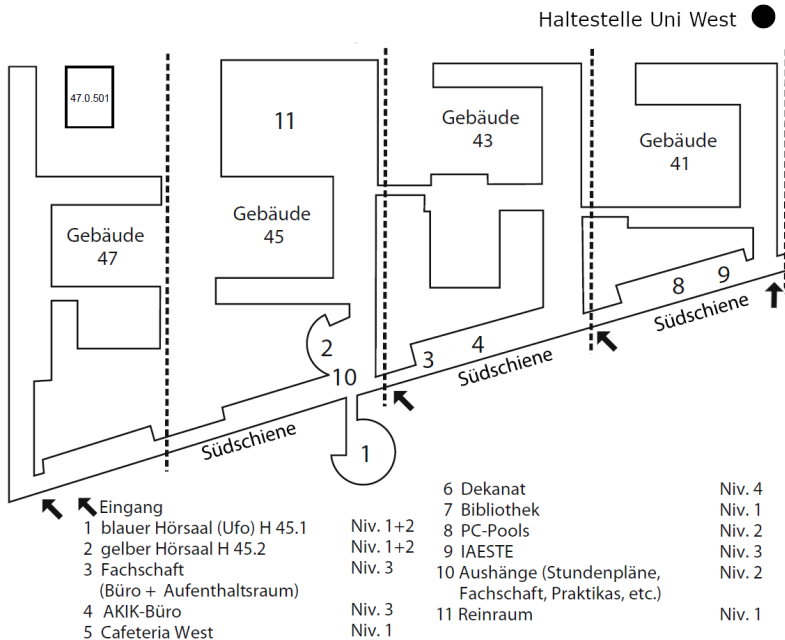 Haltestelle Uni West
47.0.501
11
Gebäude
43
Gebäude
41
Gebäude
47
Gebäude
45
8
9
Südschiene
2
10
3
4
Südschiene
1
Südschiene
Eingang
1 blauer Hörsaal (Ufo) H 45.1 Niv. 1+2
2 gelber Hörsaal H 45.2 Niv. 1+2
3 Fachschaft Niv. 3
(Büro + Aufenthaltsraum)
4 AKIK-Büro Niv. 3
5 Cafeteria West Niv. 1
6 Dekanat Niv. 4
7 Bibliothek Niv. 1
8 PC-Pools Niv. 2
9 IAESTE Niv. 3
10 Aushänge (Stundenpläne, Niv. 2
Fachschaft, Praktikas, etc.)
11 Reinraum Niv. 1